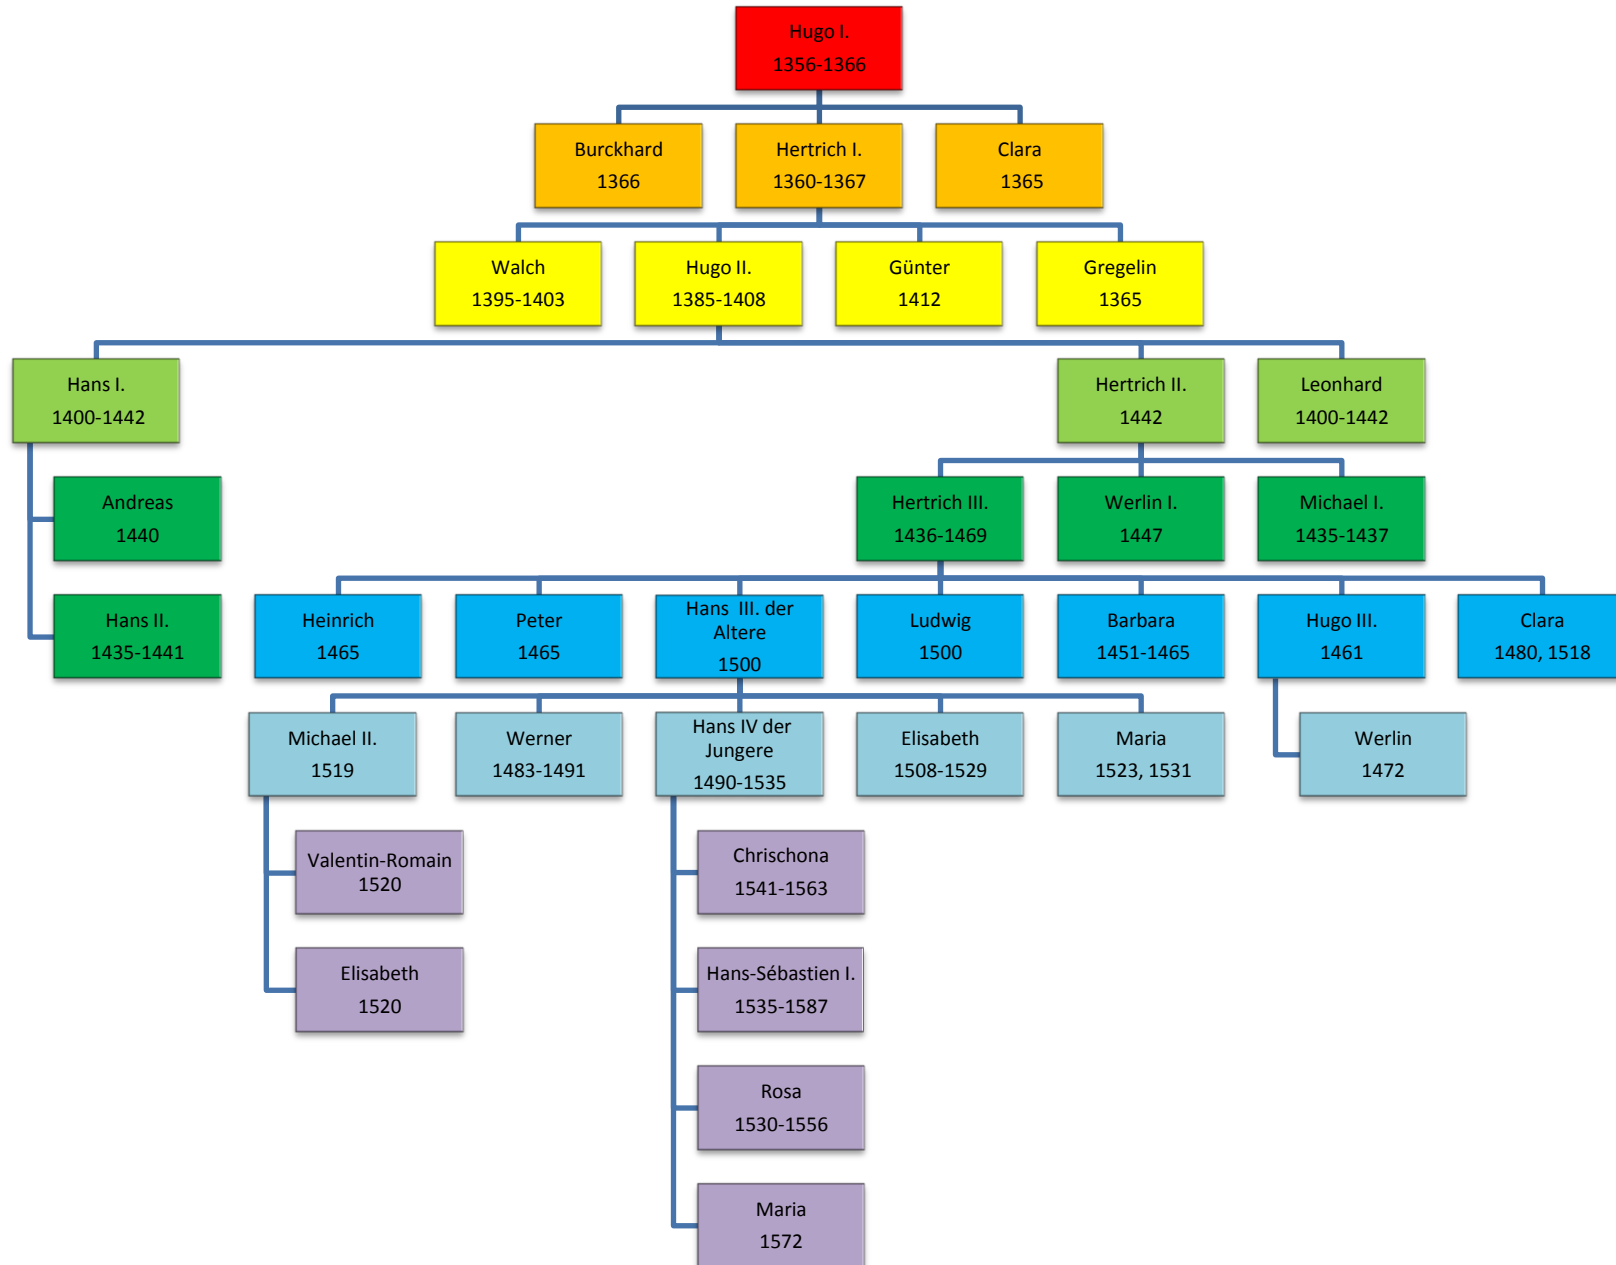 Hugo I.
1356-1366
Burckhard
1366
Hertrich I.
1360-1367
Clara
1365
Walch
1395-1403
Hugo II.
1385-1408
Günter
1412
Gregelin
1365
Hans I.
1400-1442
Hertrich II.
1442
Leonhard
1400-1442
Andreas
1440
Hertrich III.
1436-1469
Werlin I.
1447
Michael I.
1435-1437
Hans II.
1435-1441
Heinrich
1465
Peter
1465
Hans III. der
Altere
1500
Ludwig
1500
Barbara
1451-1465
Hugo III.
1461
Clara
1480, 1518
Michael II.
1519
Werner
1483-1491
Hans IV der
Jungere
1490-1535
Elisabeth
1508-1529
Maria
1523, 1531
Werlin
1472
Valentin-Romain
1520
Chrischona
1541-1563
Elisabeth
1520
Hans-Sébastien I.
1535-1587
Rosa
1530-1556
Maria
1572